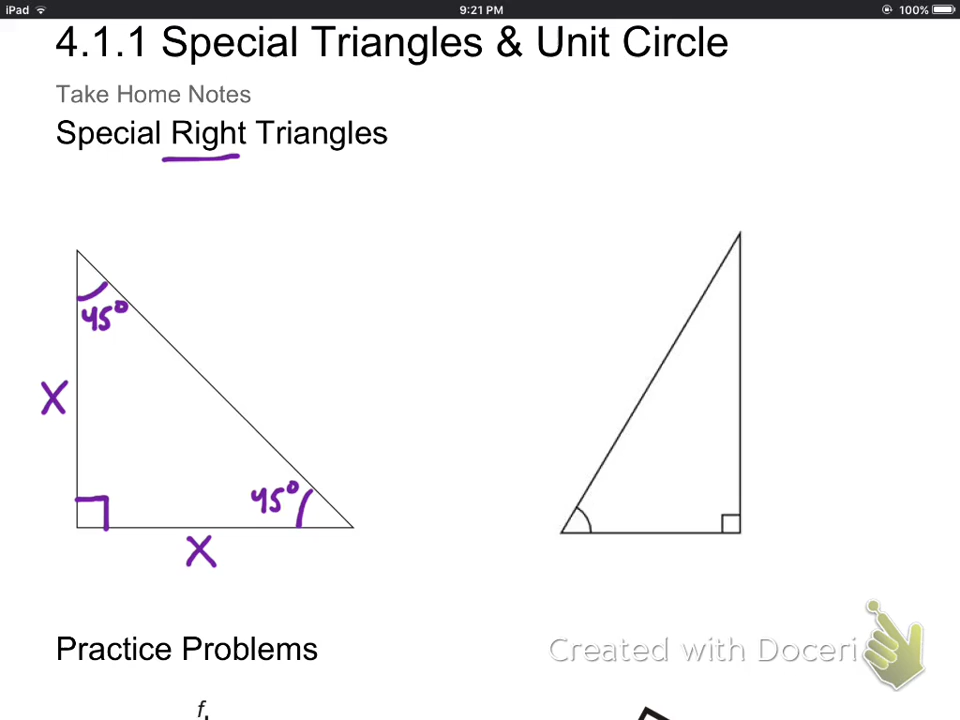 iPad 9:21 PM 100%
4.1.1 Special Triangles & Unit Circle
Take Home Notes
Special Right Triangles
45°
X
45°
X
Practice Problems
Created with Doceri
f